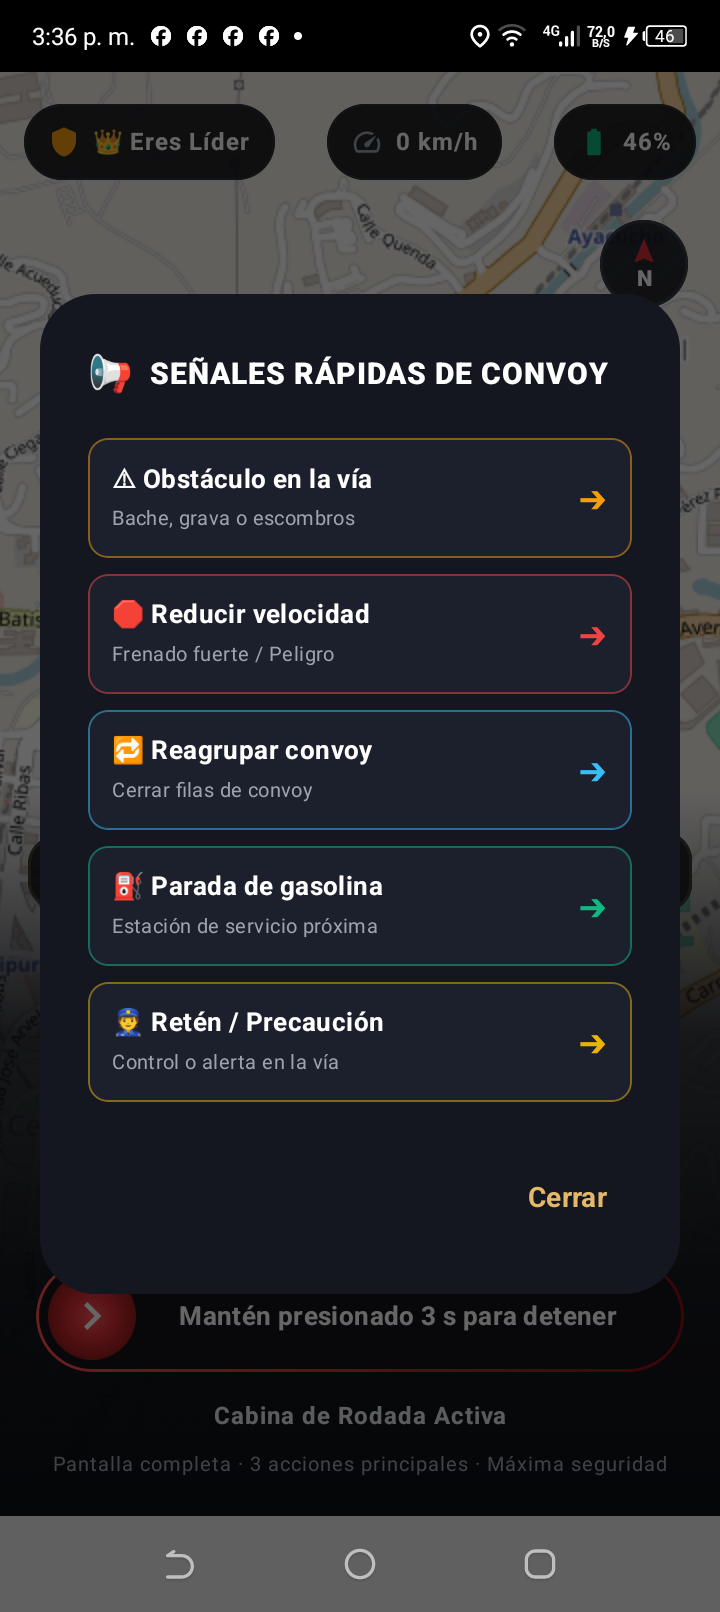 3:36 p. m.
4G 72,0 B/S 46
👑 Eres Líder
0 km/h
46%
Calle Quenda
N
📢 SEÑALES RÁPIDAS DE CONVOY
⚠ Obstáculo en la vía
Bache, grava o escombros
🛑 Reducir velocidad
Frenado fuerte / Peligro
🔁 Reagrupar convoy
Cerrar filas de convoy
⛽ Parada de gasolina
Estación de servicio próxima
👮 Retén / Precaución
Control o alerta en la vía
Calle Ribas
Cerrar
Mantén presionado 3 s para detener
Cabina de Rodada Activa
Pantalla completa · 3 acciones principales · Máxima seguridad